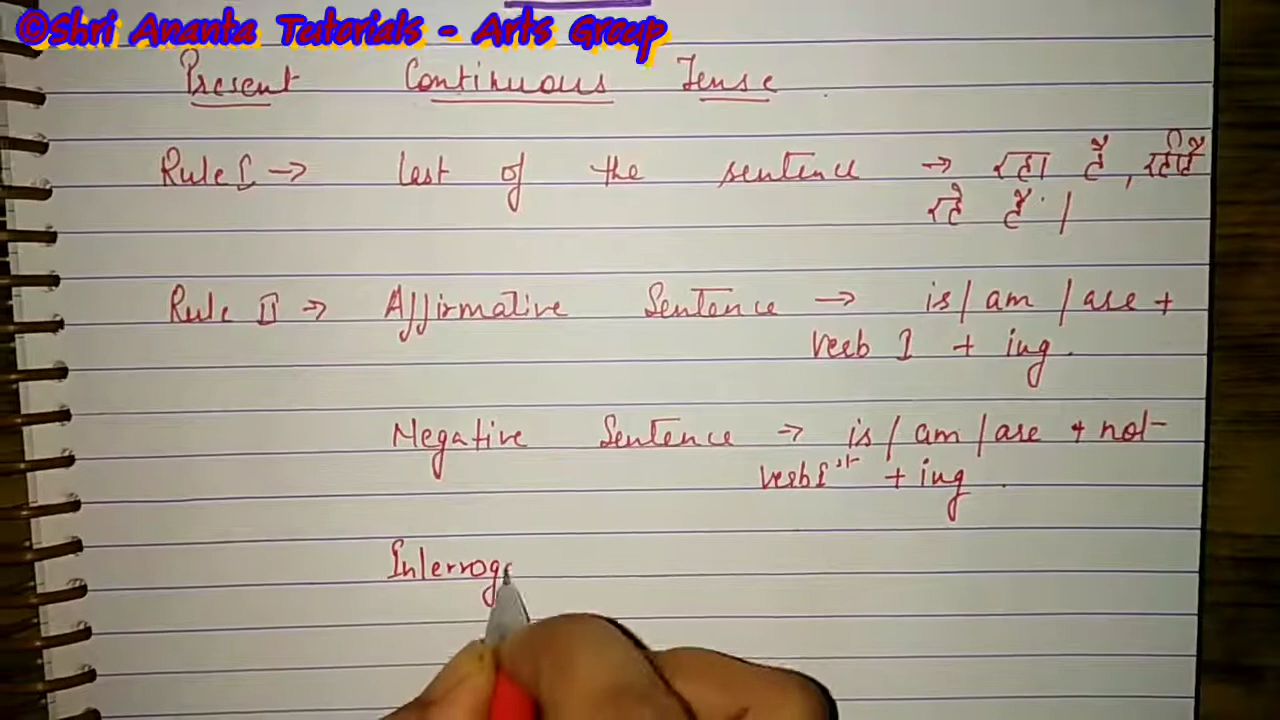 ©Shri Ananta Tutorials - Arts Group
Present Continuous Tense
Rule I → last of the sentence → रहा है, रही है
रहे हैं।
Rule II → Affirmative Sentence → is/am/are +
verb I + ing.
Negative Sentence → is/am/are + not
verb Ist + ing
Interrog